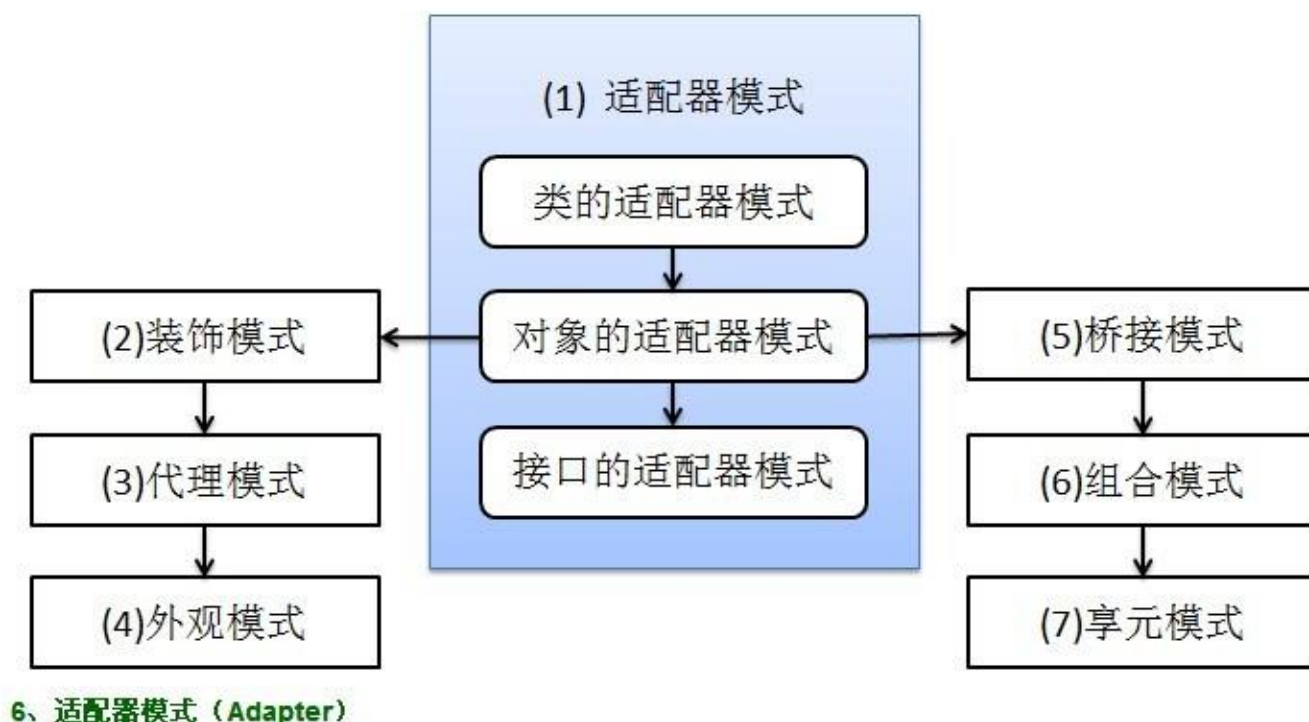 (1) 适配器模式
类的适配器模式
对象的适配器模式
接口的适配器模式
(2)装饰模式
(3)代理模式
(4)外观模式
(5)桥接模式
(6)组合模式
(7)享元模式
6、适配器模式（Adapter）